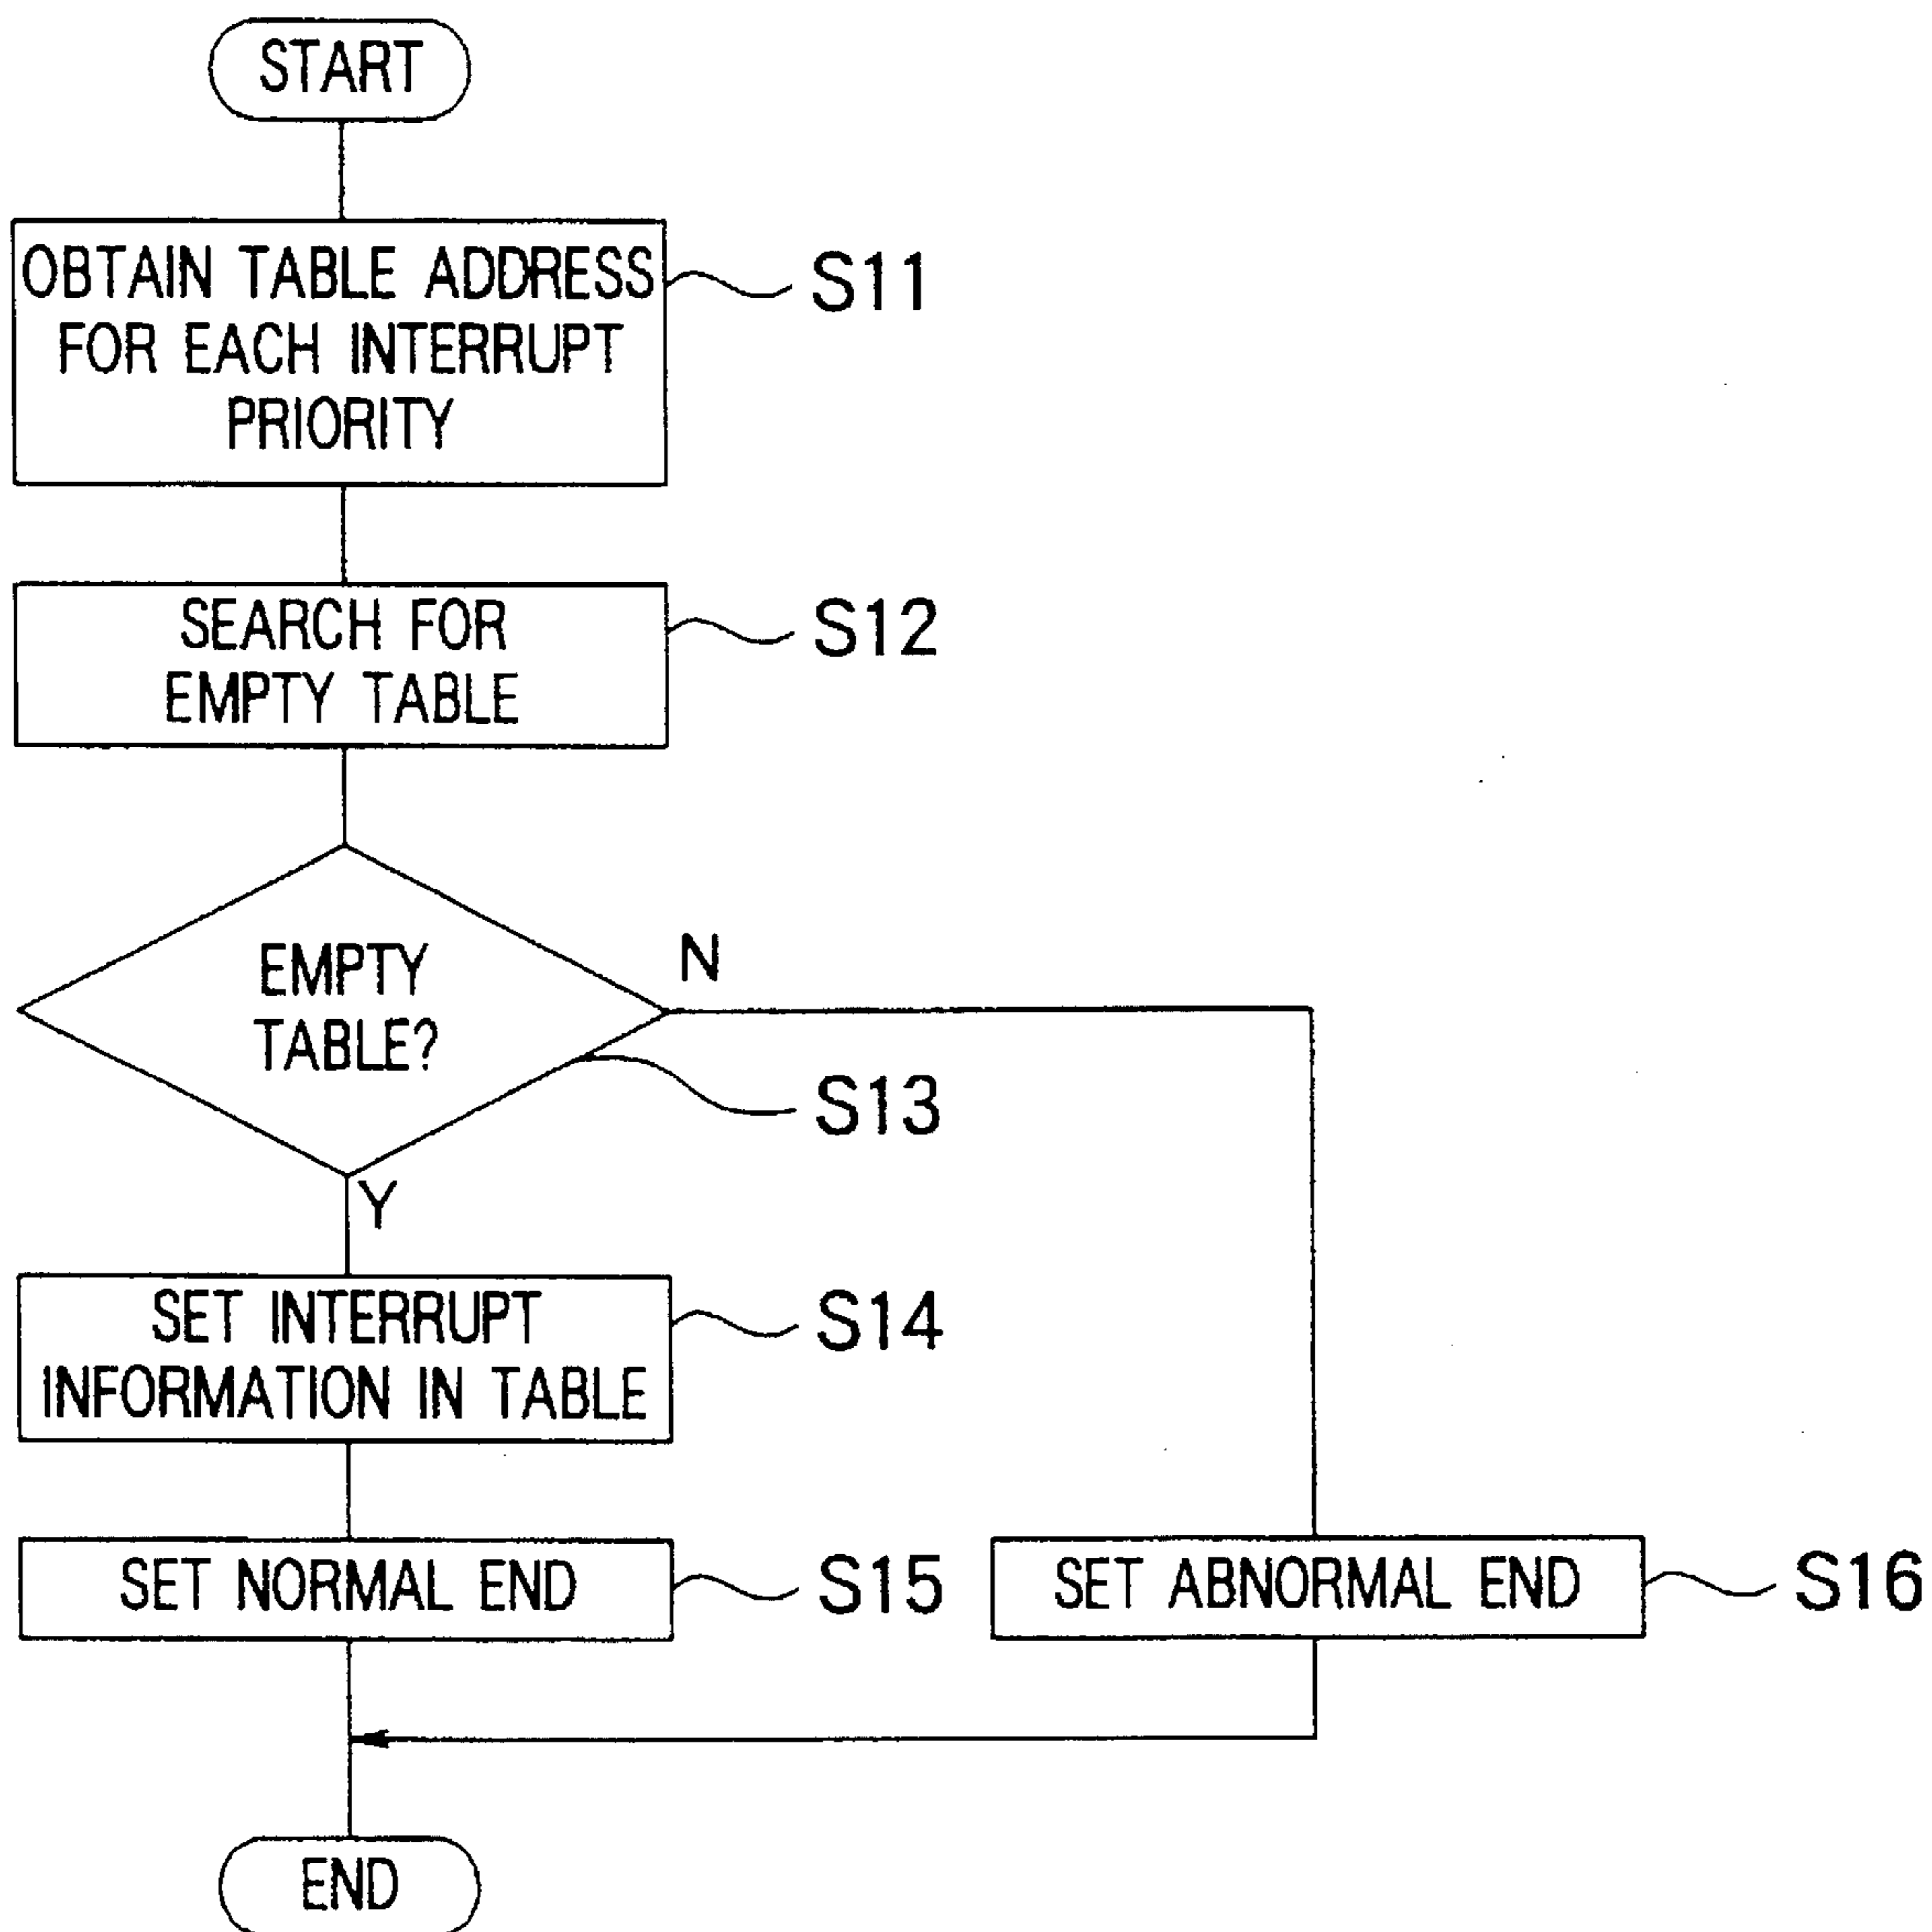 START
OBTAIN TABLE ADDRESS
FOR EACH INTERRUPT
PRIORITY
S11
SEARCH FOR
EMPTY TABLE
S12
EMPTY
TABLE?
N
S13
Y
SET INTERRUPT
INFORMATION IN TABLE
S14
SET NORMAL END
S15
SET ABNORMAL END
S16
END